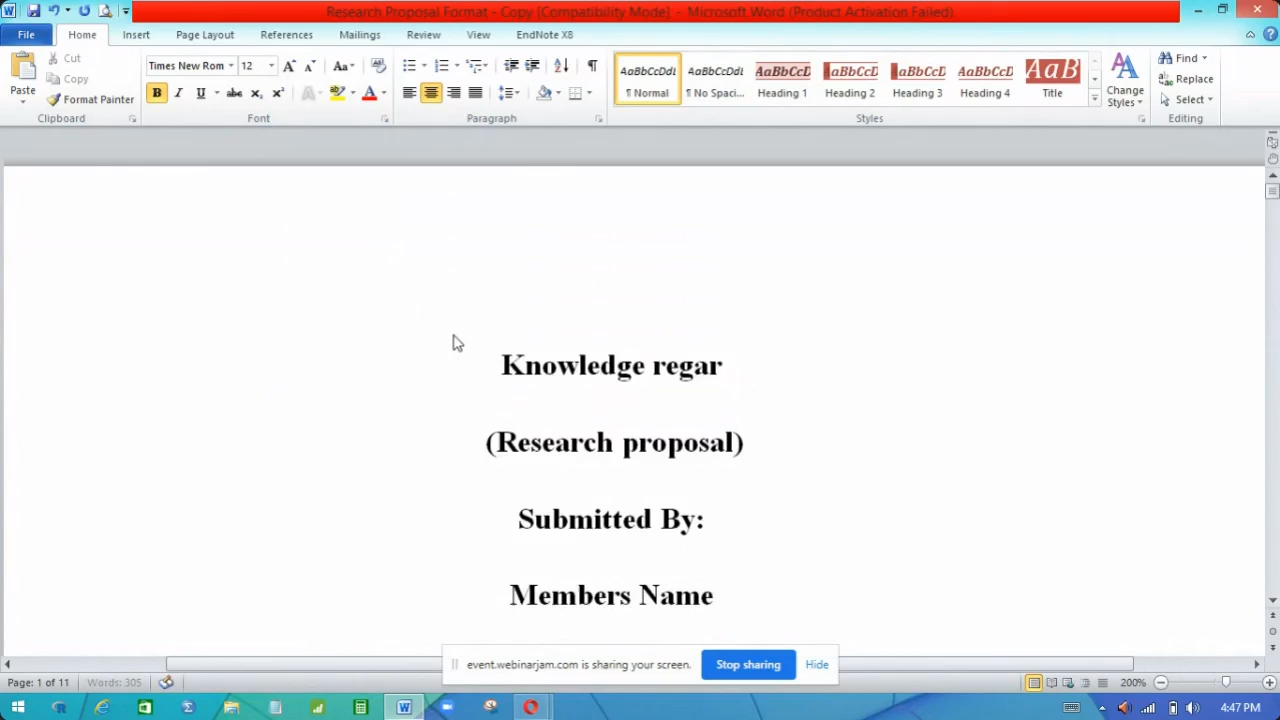 Research Proposal Format - Copy [Compatibility Mode] - Microsoft Word (Product Activation Failed)
File Home Insert Page Layout References Mailings Review View EndNote X8
Paste
Cut
Copy
Format Painter
Times New Rom 12
AaBbCcDdI AaBbCcDdI AaBbCcD AaBbCcD AaBbCcD AaBbCcD AaB
¶ Normal ¶ No Spaci... Heading 1 Heading 2 Heading 3 Heading 4 Title
Change Styles
Find
Replace
Select
Clipboard Font Paragraph Styles Editing
Knowledge regar
(Research proposal)
Submitted By:
Members Name
event.webinarjam.com is sharing your screen. Stop sharing Hide
Page: 1 of 11 Words: 305 200%
4:47 PM